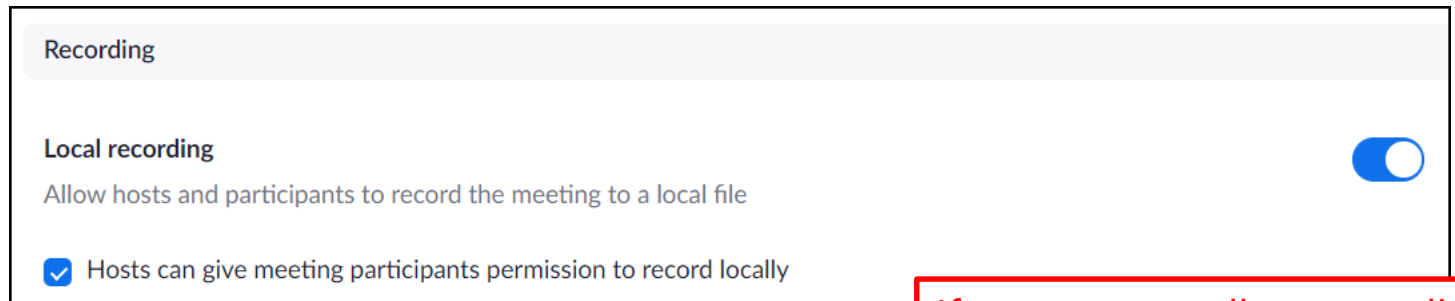 Recording
Local recording
Allow hosts and participants to record the meeting to a local file
Hosts can give meeting participants permission to record locally